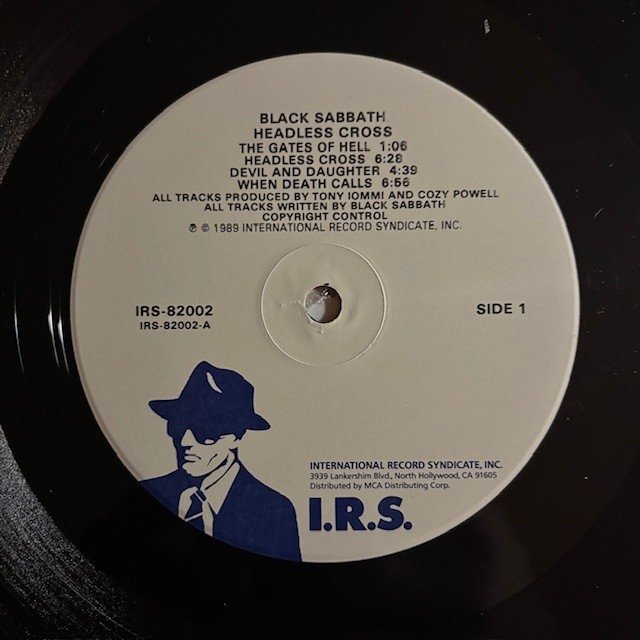 BLACK SABBATH
HEADLESS CROSS
THE GATES OF HELL 1:06
HEADLESS CROSS 6:28
DEVIL AND DAUGHTER 4:39
WHEN DEATH CALLS 6:56
ALL TRACKS PRODUCED BY TONY IOMMI AND COZY POWELL
ALL TRACKS WRITTEN BY BLACK SABBATH
COPYRIGHT CONTROL
℗ © 1989 INTERNATIONAL RECORD SYNDICATE, INC.
IRS-82002
IRS-82002-A
SIDE 1
INTERNATIONAL RECORD SYNDICATE, INC.
3939 Lankershim Blvd., North Hollywood, CA 91605
Distributed by MCA Distributing Corp.
I.R.S.